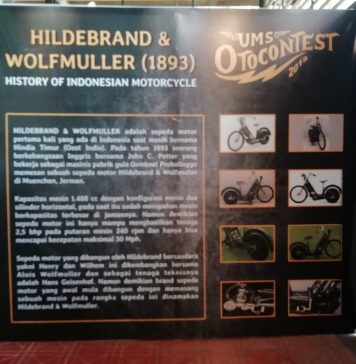 HILDEBRAND &
WOLFMULLER (1893)
HISTORY OF INDONESIAN MOTORCYCLE
UMS
OTOCONTEST
2018
HILDEBRAND & WOLFMULLER adalah sepeda motor
pertama kali yang ada di Indonesia saat masih bernama
Hindia Timur (Oost Indie). Pada tahun 1893 seorang
berkebangsaan Inggris bersama John C. Potter yang
bekerja sebagai masinis pabrik gula Oemboel Probolinggo
memesan sebuah sepeda motor Hildebrand & Wolfmuller
di Muenchen, Jerman.
Kapasitas mesin 1.488 cc dengan konfigurasi mesin dua
silinder horizontal, pada saat itu sudah merupakan mesin
berkapasitas terbesar di jamannya. Namun demikian
sepeda motor ini hanya mampu menghasilkan tenaga
2,5 bhp pada putaran mesin 240 rpm dan hanya bisa
mencapai kecepatan maksimal 30 Mph.
Sepeda motor yang dibangun oleh Hildebrand bersaudara
yakni Henry dan Wilhem ini dikembangkan bersama
Alois Wolfmuller dan sebagai tenaga teknisnya
adalah Hans Geisenhof. Namun demikian brand sepeda
motor yang awal mula dibangun dengan memasang
sebuah mesin pada rangka sepeda ini dinamakan
Hildebrand & Wolfmuller.